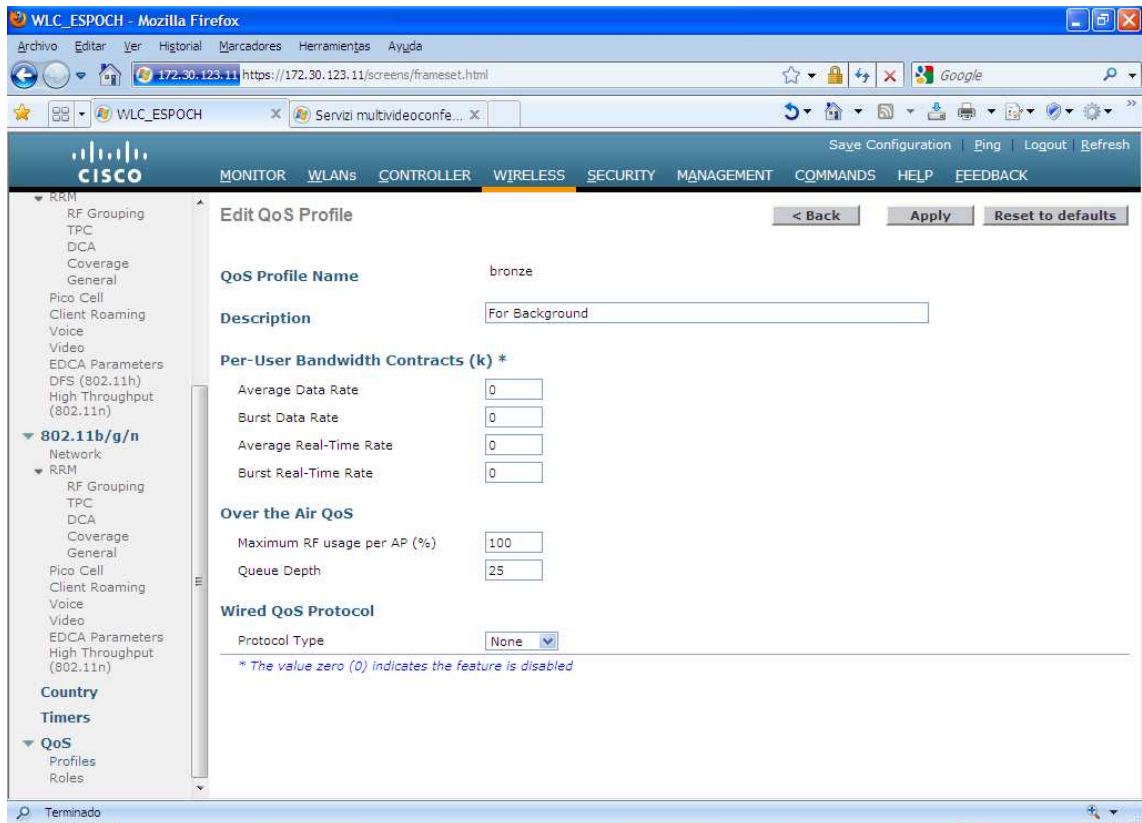 WLC_ESPOCH - Mozilla Firefox
Archivo Editar Ver Historial Marcadores Herramientas Ayuda
172.30.123.11 https://172.30.123.11/screens/frameset.html
Google
WLC_ESPOCH
Servizi multivideoconfe...
Save Configuration | Ping | Logout | Refresh
CISCO
MONITOR WLANs CONTROLLER WIRELESS SECURITY MANAGEMENT COMMANDS HELP FEEDBACK
RRM
RF Grouping
TPC
DCA
Coverage
General
Pico Cell
Client Roaming
Voice
Video
EDCA Parameters
DFS (802.11h)
High Throughput
(802.11n)
802.11b/g/n
Network
RRM
RF Grouping
TPC
DCA
Coverage
General
Pico Cell
Client Roaming
Voice
Video
EDCA Parameters
High Throughput
(802.11n)
Country
Timers
QoS
Profiles
Roles
Edit QoS Profile
< Back Apply Reset to defaults
QoS Profile Name bronze
Description For Background
Per-User Bandwidth Contracts (k) *
Average Data Rate 0
Burst Data Rate 0
Average Real-Time Rate 0
Burst Real-Time Rate 0
Over the Air QoS
Maximum RF usage per AP (%) 100
Queue Depth 25
Wired QoS Protocol
Protocol Type None
* The value zero (0) indicates the feature is disabled
Terminado